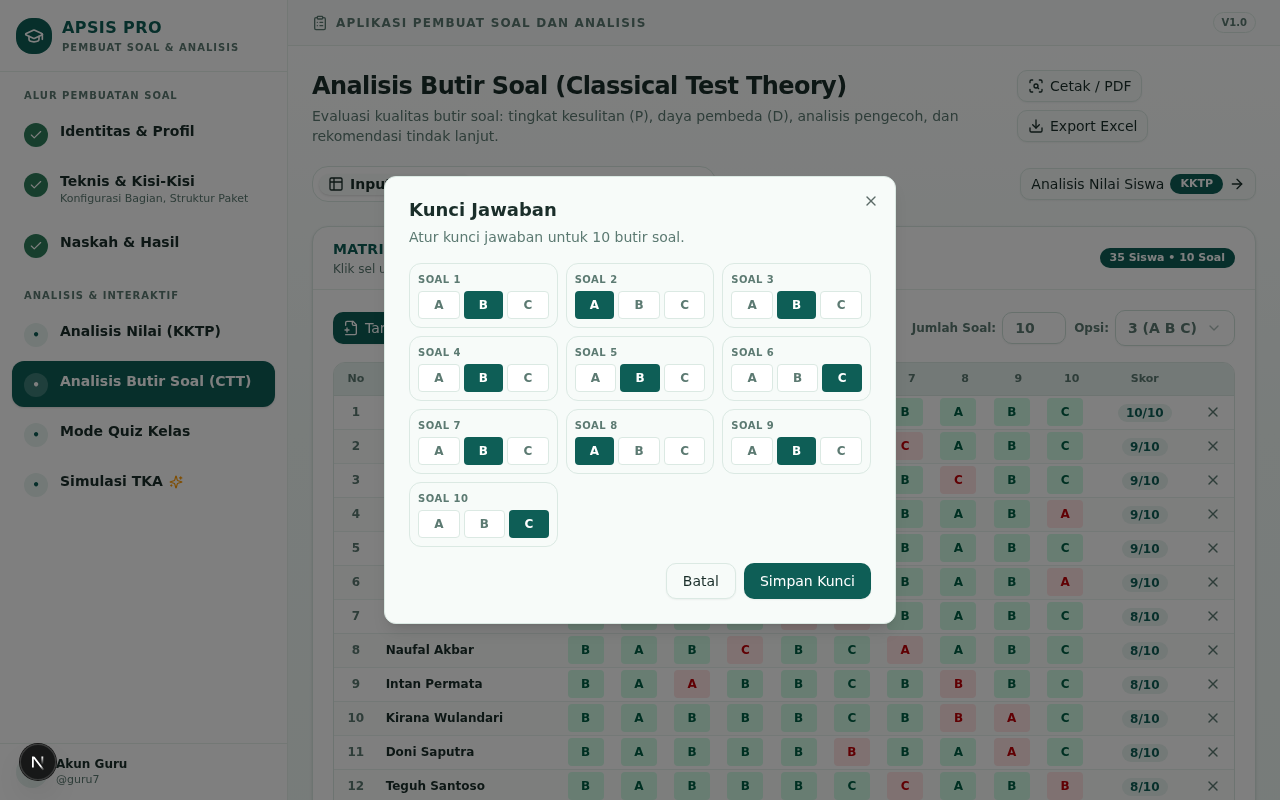 APSIS PRO
PEMBUAT SOAL & ANALISIS
ALUR PEMBUATAN SOAL
Identitas & Profil
Teknis & Kisi-Kisi
Konfigurasi Bagian, Struktur Paket
Naskah & Hasil
ANALISIS & INTERAKTIF
Analisis Nilai (KKTP)
Analisis Butir Soal (CTT)
Mode Quiz Kelas
Simulasi TKA
N
Akun Guru
@guru7
APLIKASI PEMBUAT SOAL DAN ANALISIS
V1.0
Analisis Butir Soal (Classical Test Theory)
Evaluasi kualitas butir soal: tingkat kesulitan (P), daya pembeda (D), analisis pengecoh, dan
rekomendasi tindak lanjut.
Cetak / PDF
Export Excel
Analisis Nilai Siswa KKTP
35 Siswa • 10 Soal
Klik sel
Jumlah Soal: 10 Opsi: 3 (A B C)
Kunci Jawaban
Atur kunci jawaban untuk 10 butir soal.
SOAL 1 SOAL 2 SOAL 3
A B C A B C A B C
SOAL 4 SOAL 5 SOAL 6
A B C A B C A B C
SOAL 7 SOAL 8 SOAL 9
A B C A B C A B C
SOAL 10
A B C
Batal Simpan Kunci
No 7 8 9 10 Skor
1 B A B C 10/10
2 C A B C 9/10
3 B C B C 9/10
4 B A B A 9/10
5 B A B C 9/10
6 B A B A 9/10
7 B A B C 8/10
8 Naufal Akbar B A B C B C A A B C 8/10
9 Intan Permata B A A B B C B B B C 8/10
10 Kirana Wulandari B A B B B C B B A C 8/10
11 Doni Saputra B A B B B B B A A C 8/10
12 Teguh Santoso B A B B B C C A B B 8/10